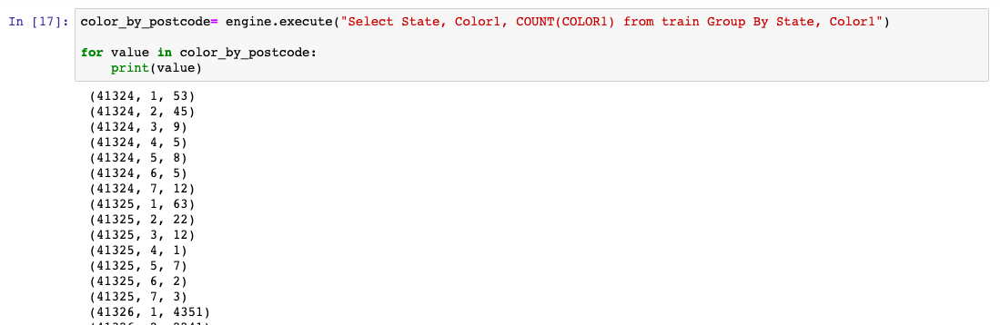 In [17]: color_by_postcode= engine.execute("Select State, Color1, COUNT(COLOR1) from train Group By State, Color1")
for value in color_by_postcode:
    print(value)
(41324, 1, 53)
(41324, 2, 45)
(41324, 3, 9)
(41324, 4, 5)
(41324, 5, 8)
(41324, 6, 5)
(41324, 7, 12)
(41325, 1, 63)
(41325, 2, 22)
(41325, 3, 12)
(41325, 4, 1)
(41325, 5, 7)
(41325, 6, 2)
(41325, 7, 3)
(41326, 1, 4351)